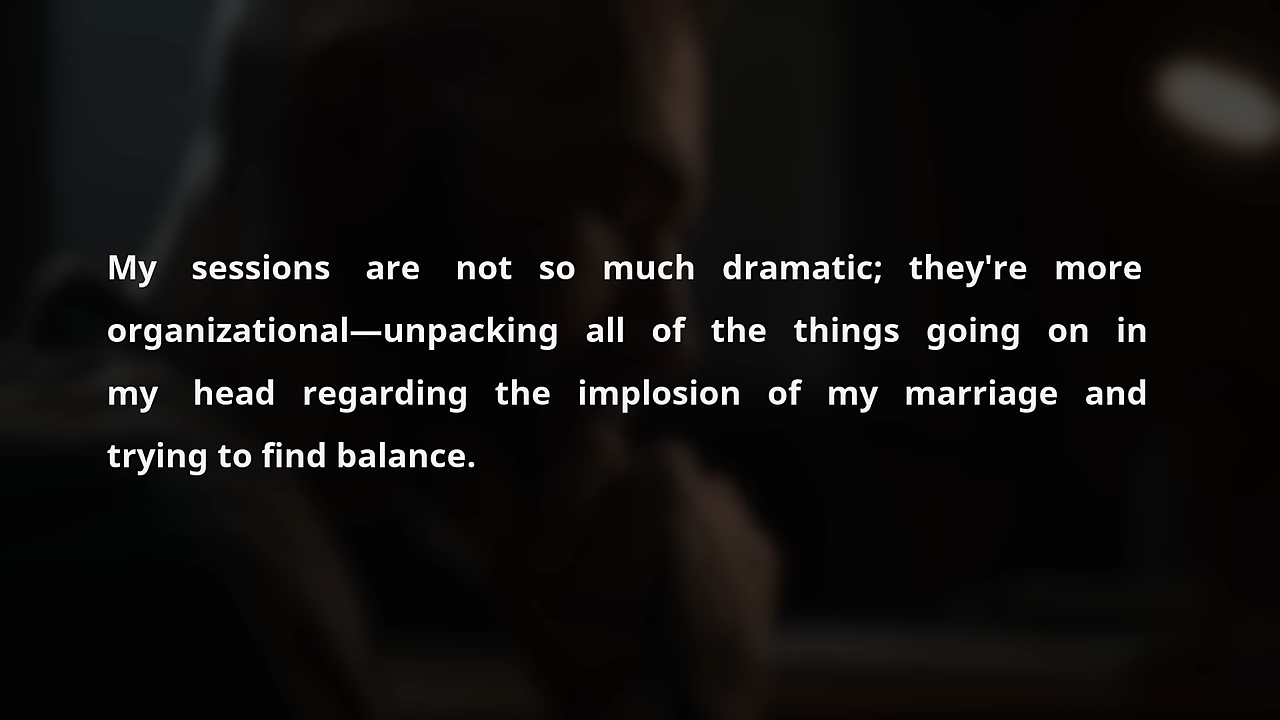 My sessions are not so much dramatic; they're more
organizational—unpacking all of the things going on in
my head regarding the implosion of my marriage and
trying to find balance.